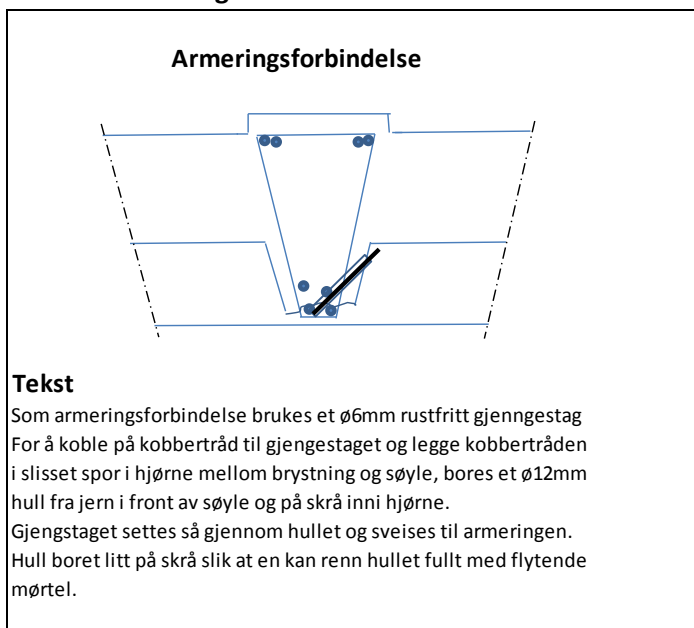 Armeringsforbindelse
Tekst
Som armeringsforbindelse brukes et ø6mm rustfritt gjenngestag
For å koble på kobbertråd til gjengestaget og legge kobbertråden
i slisset spor i hjørne mellom brystning og søyle, bores et ø12mm
hull fra jern i front av søyle og på skrå inni hjørne.
Gjengstaget settes så gjennom hullet og sveises til armeringen.
Hull boret litt på skrå slik at en kan renn hullet fullt med flytende
mørtel.